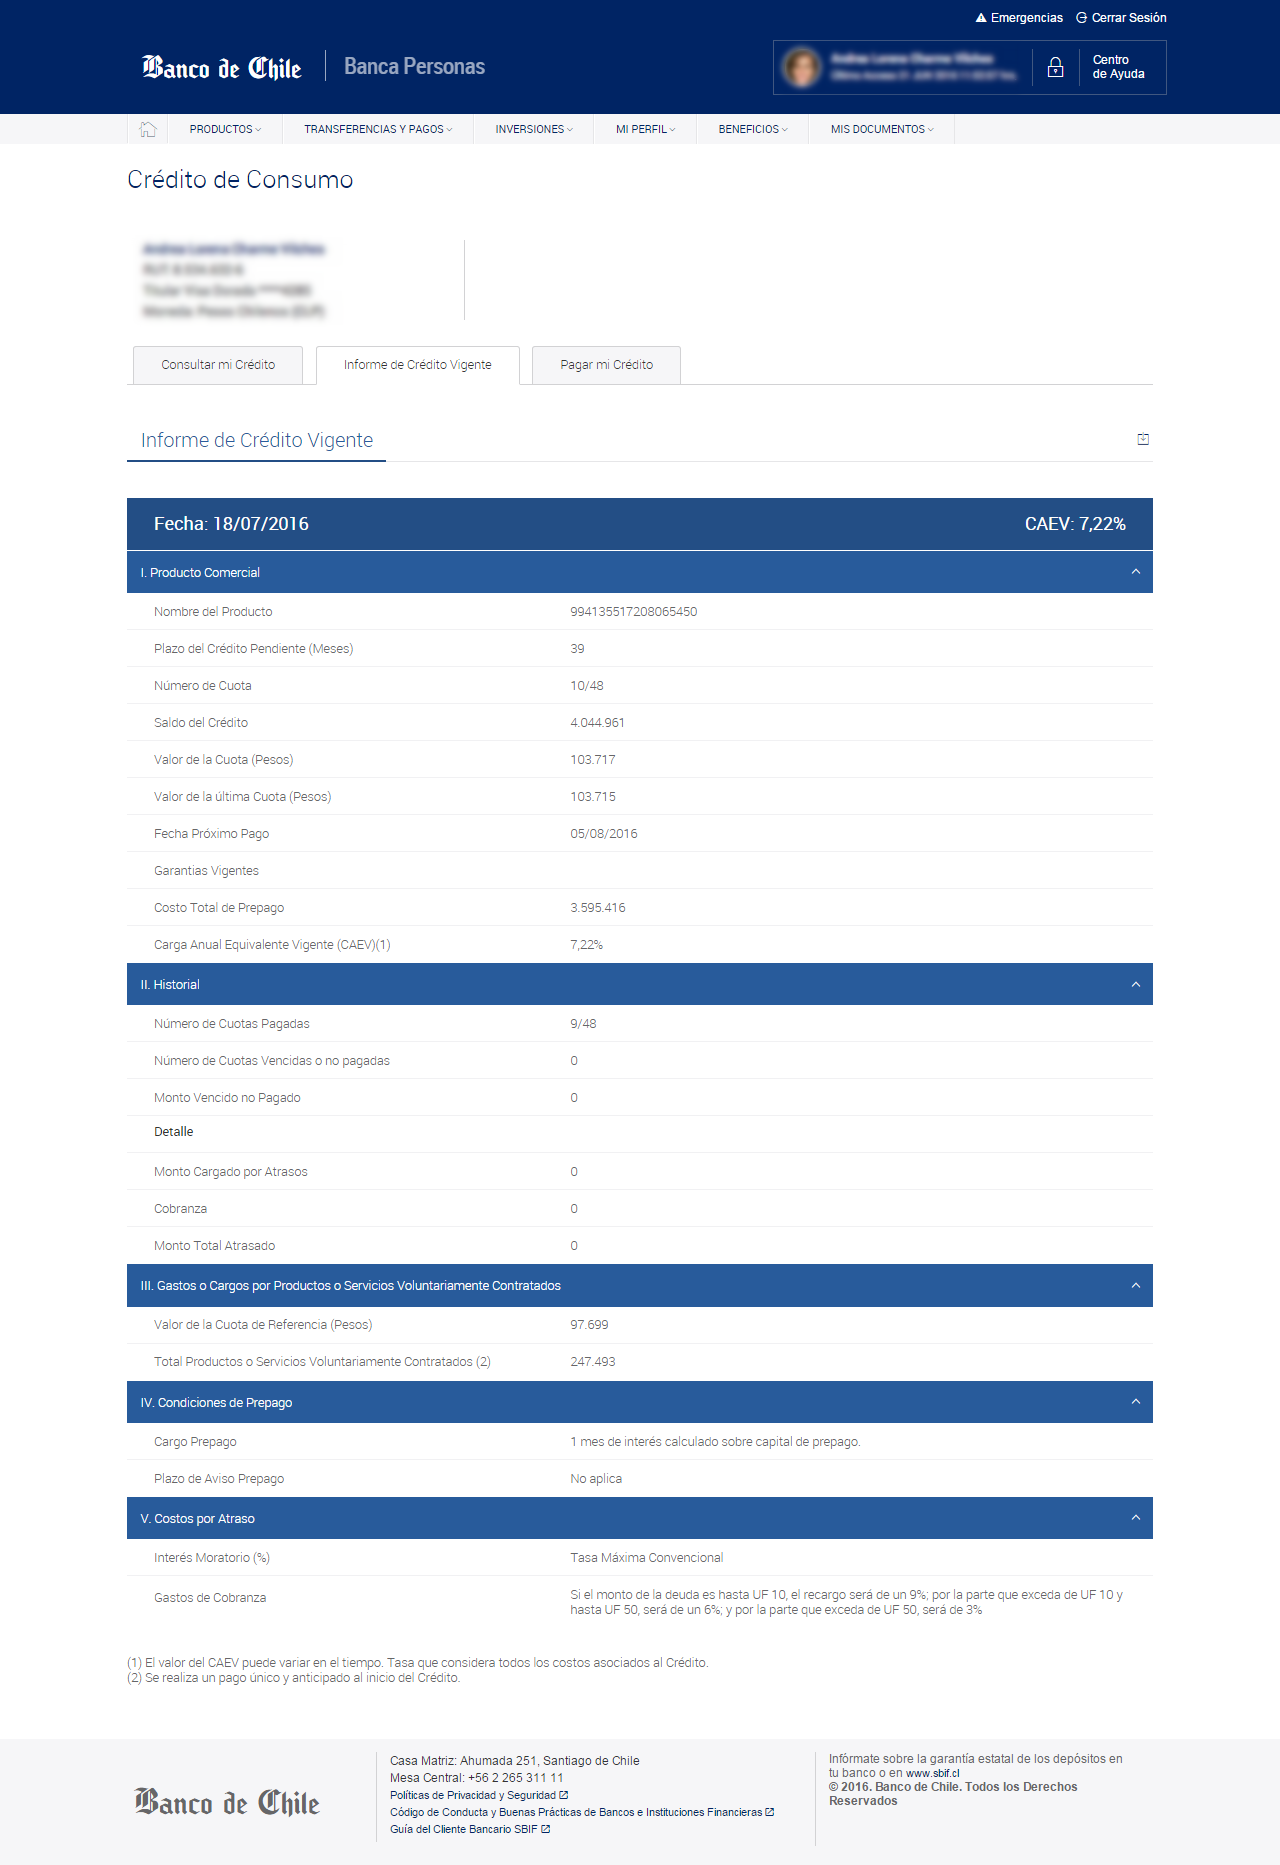 Emergencias Cerrar Sesión
Banco de Chile Banca Personas
Centro
de Ayuda
PRODUCTOS TRANSFERENCIAS Y PAGOS INVERSIONES MI PERFIL BENEFICIOS MIS DOCUMENTOS
Crédito de Consumo
Consultar mi Crédito Informe de Crédito Vigente Pagar mi Crédito
Informe de Crédito Vigente
Fecha: 18/07/2016 CAEV: 7,22%
I. Producto Comercial
Nombre del Producto 994135517208065450
Plazo del Crédito Pendiente (Meses) 39
Número de Cuota 10/48
Saldo del Crédito 4.044.961
Valor de la Cuota (Pesos) 103.717
Valor de la última Cuota (Pesos) 103.715
Fecha Próximo Pago 05/08/2016
Garantias Vigentes
Costo Total de Prepago 3.595.416
Carga Anual Equivalente Vigente (CAEV)(1) 7,22%
II. Historial
Número de Cuotas Pagadas 9/48
Número de Cuotas Vencidas o no pagadas 0
Monto Vencido no Pagado 0
Detalle
Monto Cargado por Atrasos 0
Cobranza 0
Monto Total Atrasado 0
III. Gastos o Cargos por Productos o Servicios Voluntariamente Contratados
Valor de la Cuota de Referencia (Pesos) 97.699
Total Productos o Servicios Voluntariamente Contratados (2) 247.493
IV. Condiciones de Prepago
Cargo Prepago 1 mes de interés calculado sobre capital de prepago.
Plazo de Aviso Prepago No aplica
V. Costos por Atraso
Interés Moratorio (%) Tasa Máxima Convencional
Gastos de Cobranza Si el monto de la deuda es hasta UF 10, el recargo será de un 9%; por la parte que exceda de UF 10 y
hasta UF 50, será de un 6%; y por la parte que exceda de UF 50, será de 3%
(1) El valor del CAEV puede variar en el tiempo. Tasa que considera todos los costos asociados al Crédito.
(2) Se realiza un pago único y anticipado al inicio del Crédito.
Banco de Chile
Casa Matriz: Ahumada 251, Santiago de Chile
Mesa Central: +56 2 265 311 11
Políticas de Privacidad y Seguridad
Código de Conducta y Buenas Prácticas de Bancos e Instituciones Financieras
Guía del Cliente Bancario SBIF
Infórmate sobre la garantía estatal de los depósitos en
tu banco o en www.sbif.cl
© 2016. Banco de Chile. Todos los Derechos
Reservados